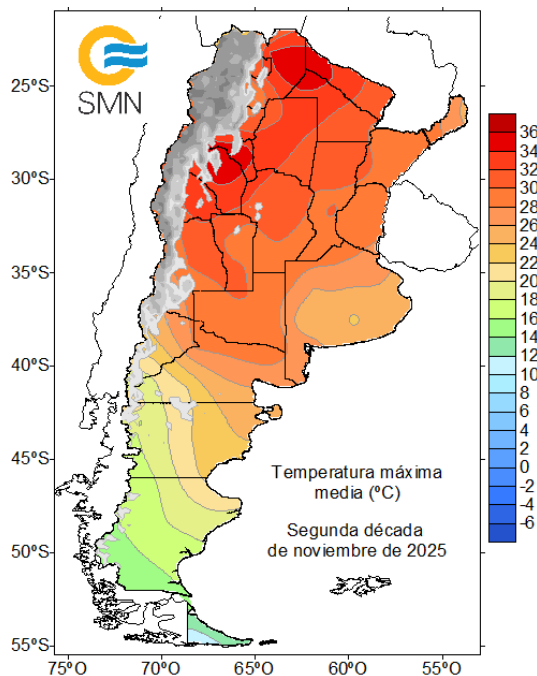 SMN
25°S
30°S
35°S
40°S
45°S
50°S
55°S
75°O
70°O
65°O
60°O
55°O
36
34
32
30
28
26
24
22
20
18
16
14
12
10
8
6
4
2
0
-2
-4
-6
Temperatura máxima
media (ºC)
Segunda década
de noviembre de 2025